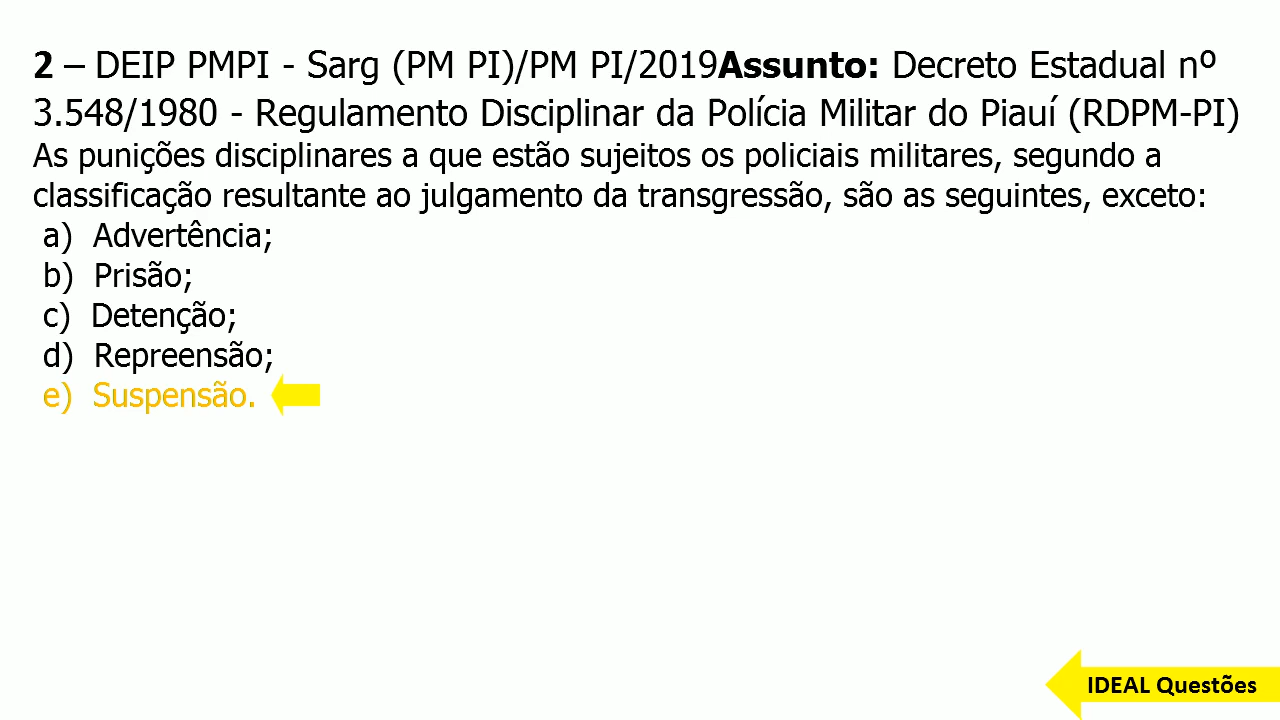 2 – DEIP PMPI - Sarg (PM PI)/PM PI/2019Assunto: Decreto Estadual nº
3.548/1980 - Regulamento Disciplinar da Polícia Militar do Piauí (RDPM-PI)
As punições disciplinares a que estão sujeitos os policiais militares, segundo a
classificação resultante ao julgamento da transgressão, são as seguintes, exceto:
a) Advertência;
b) Prisão;
c) Detenção;
d) Repreensão;
e) Suspensão.
IDEAL Questões